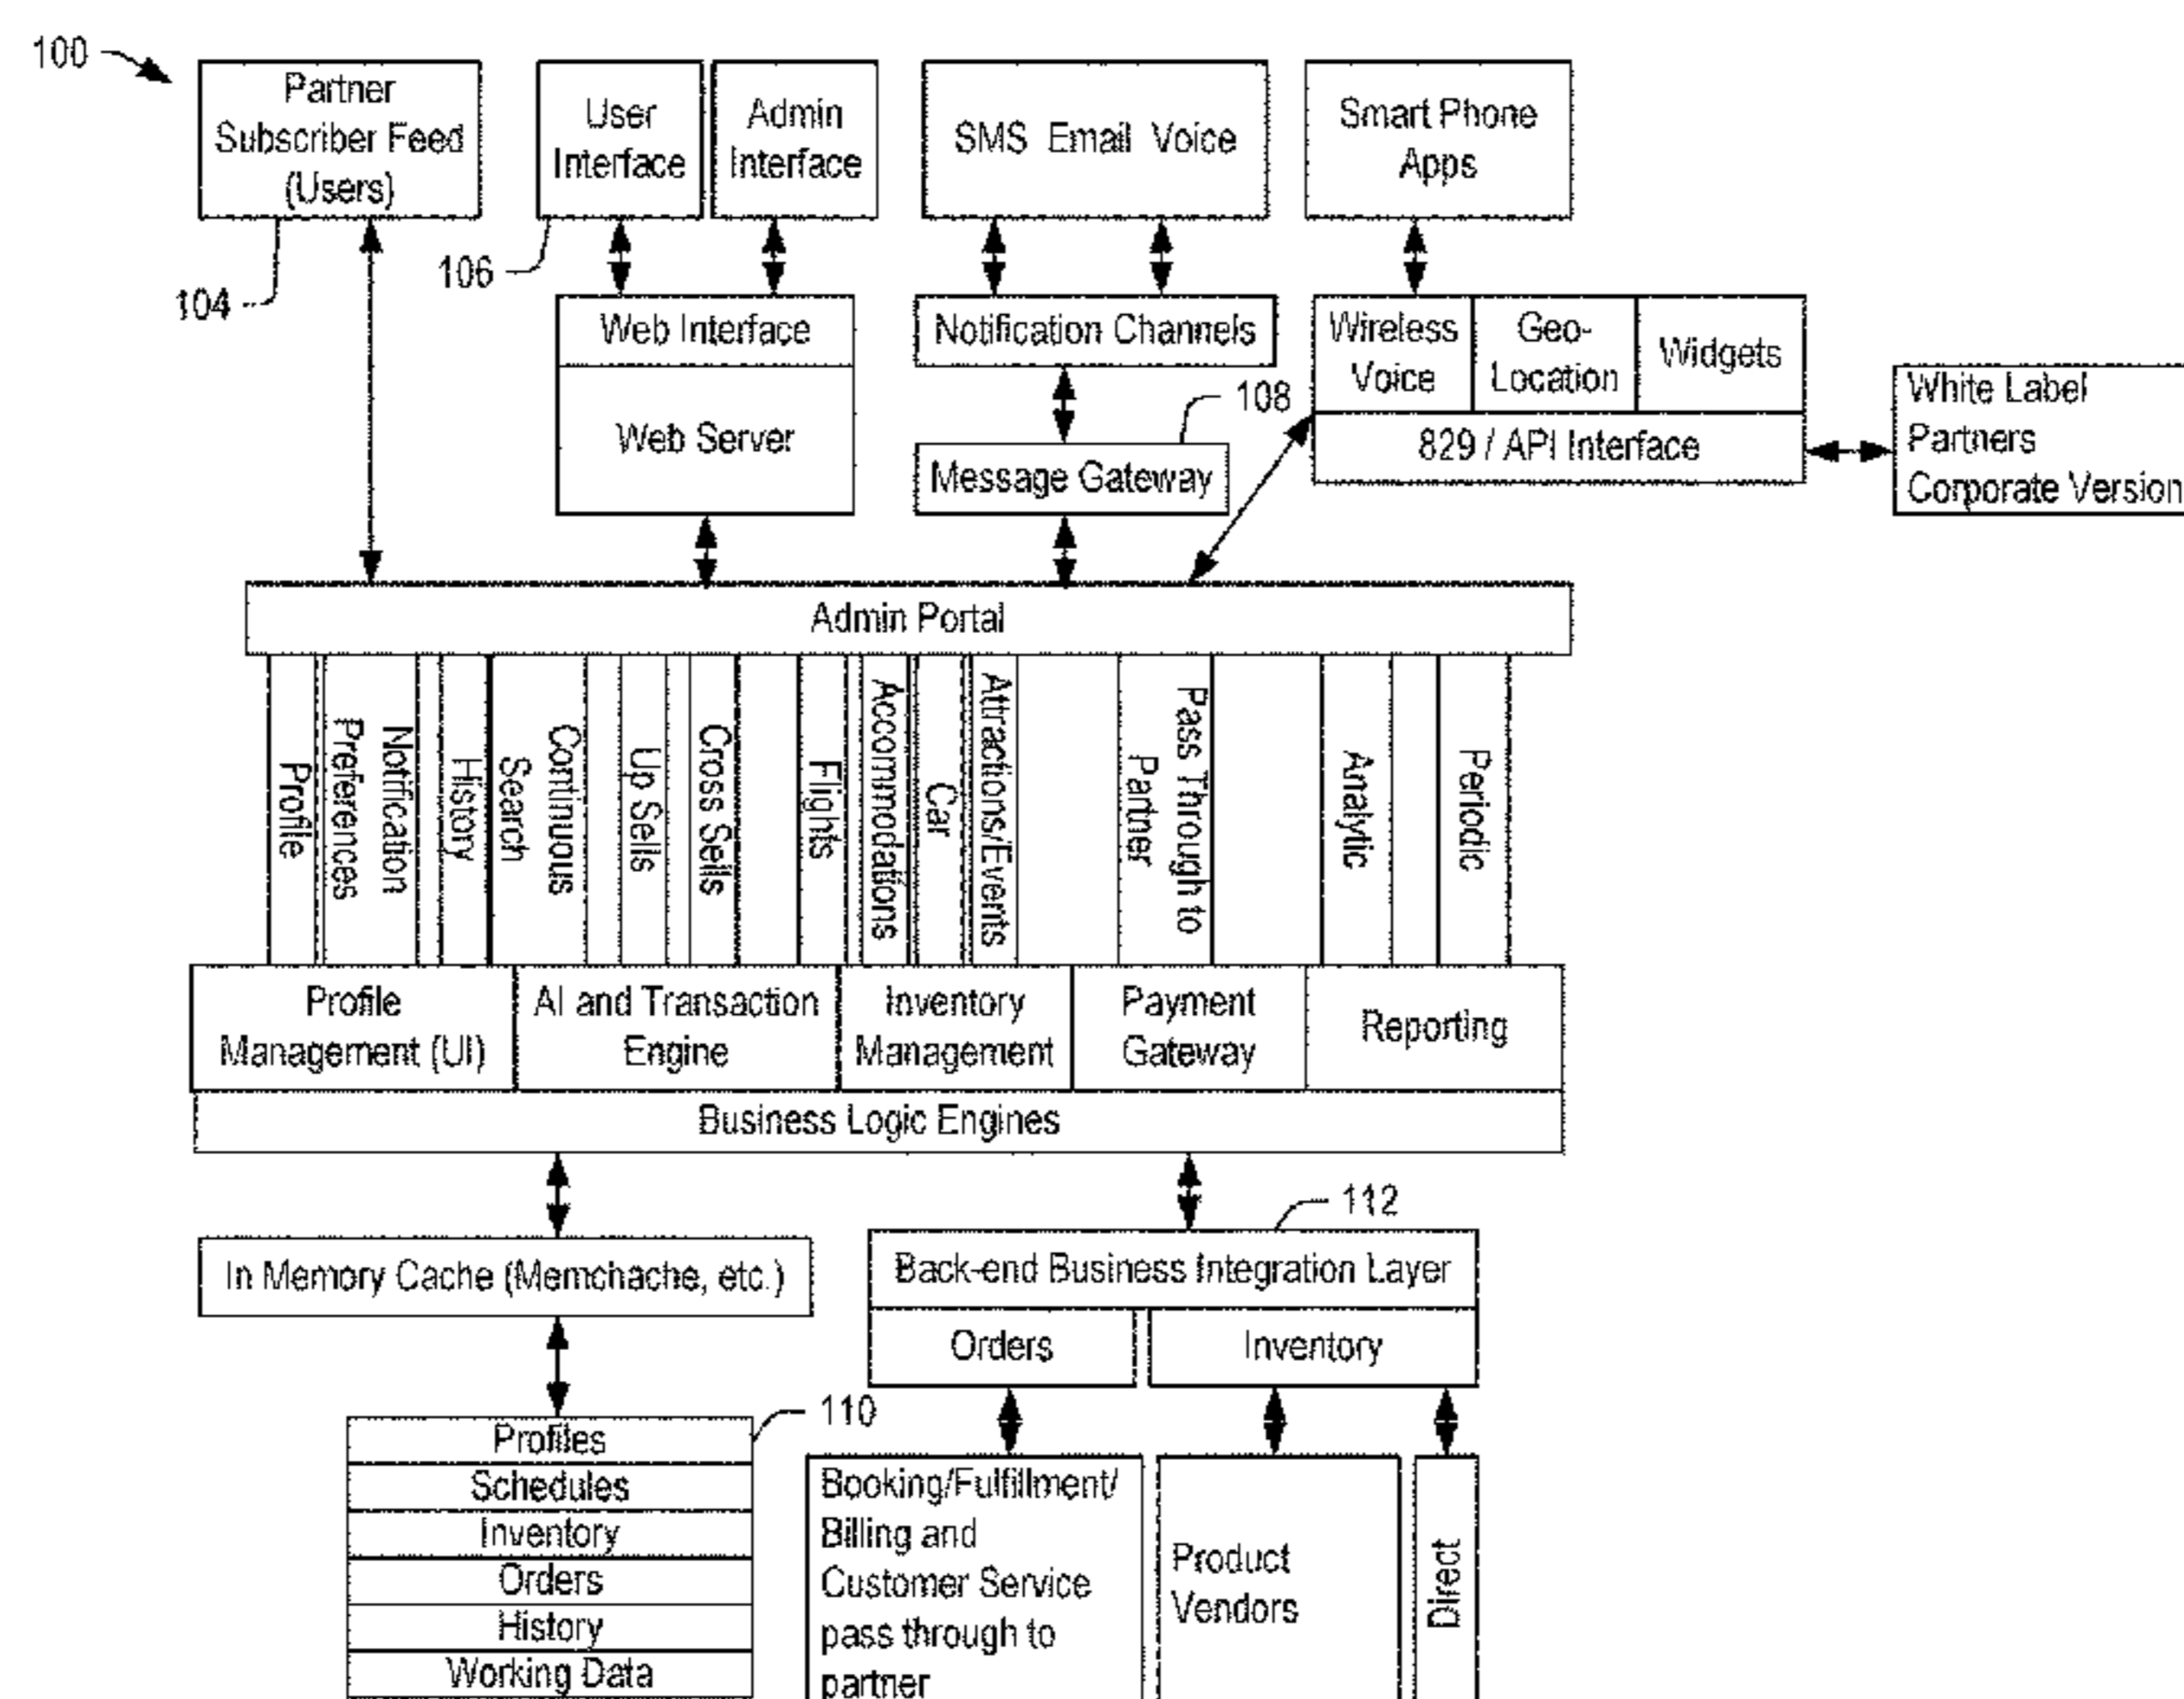 100
Partner
Subscriber Feed
(Users)
User
Interface
Admin
Interface
SMS Email Voice
Smart Phone
Apps
104
106
Web Interface
Web Server
Notification Channels
108
Message Gateway
Wireless
Voice
Geo-
Location
Widgets
829 / API Interface
White Label
Partners
Corporate Version
Admin Portal
Profile
Notification
Preferences
History
Continuous
Search
Up Sells
Cross Sells
Flights
Accommodations
Car
Attractions/Events
Pass Through to
Partner
Analytic
Periodic
Profile
Management (UI)
AI and Transaction
Engine
Inventory
Management
Payment
Gateway
Reporting
Business Logic Engines
112
In Memory Cache (Memchache, etc.)
Back-end Business Integration Layer
Orders
Inventory
110
Profiles
Schedules
Inventory
Orders
History
Working Data
Booking/Fulfillment/
Billing and
Customer Service
pass through to
partner
Product
Vendors
Direct